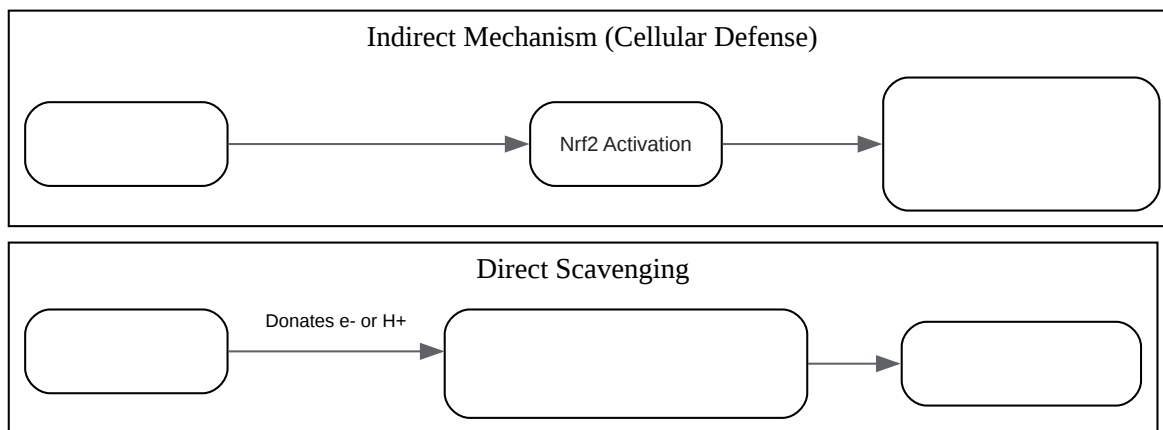 Indirect Mechanism (Cellular Defense)
Nrf2 Activation
Direct Scavenging
Donates e- or H+